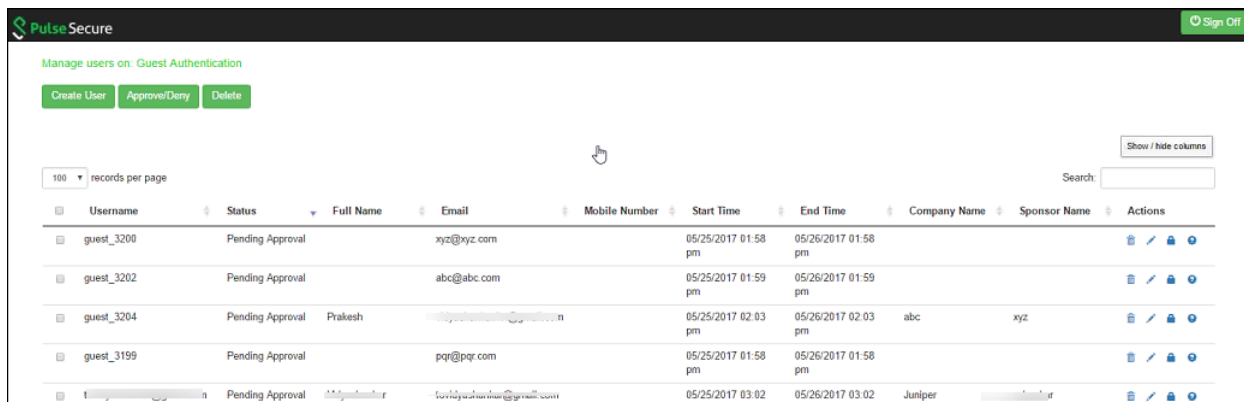 Pulse Secure
Sign Off
Manage users on: Guest Authentication
Create User Approve/Deny Delete
Show / hide columns
100 records per page Search:
Username Status Full Name Email Mobile Number Start Time End Time Company Name Sponsor Name Actions
guest_3200 Pending Approval xyz@xyz.com 05/25/2017 01:58 05/26/2017 01:58
pm pm
guest_3202 Pending Approval abc@abc.com 05/25/2017 01:59 05/26/2017 01:59
pm pm
guest_3204 Pending Approval Prakesh 05/25/2017 02:03 05/26/2017 02:03 abc xyz
pm pm
guest_3199 Pending Approval pqr@pqr.com 05/25/2017 01:58 05/26/2017 01:58
pm pm
Pending Approval 05/25/2017 03:02 05/26/2017 03:02 Juniper